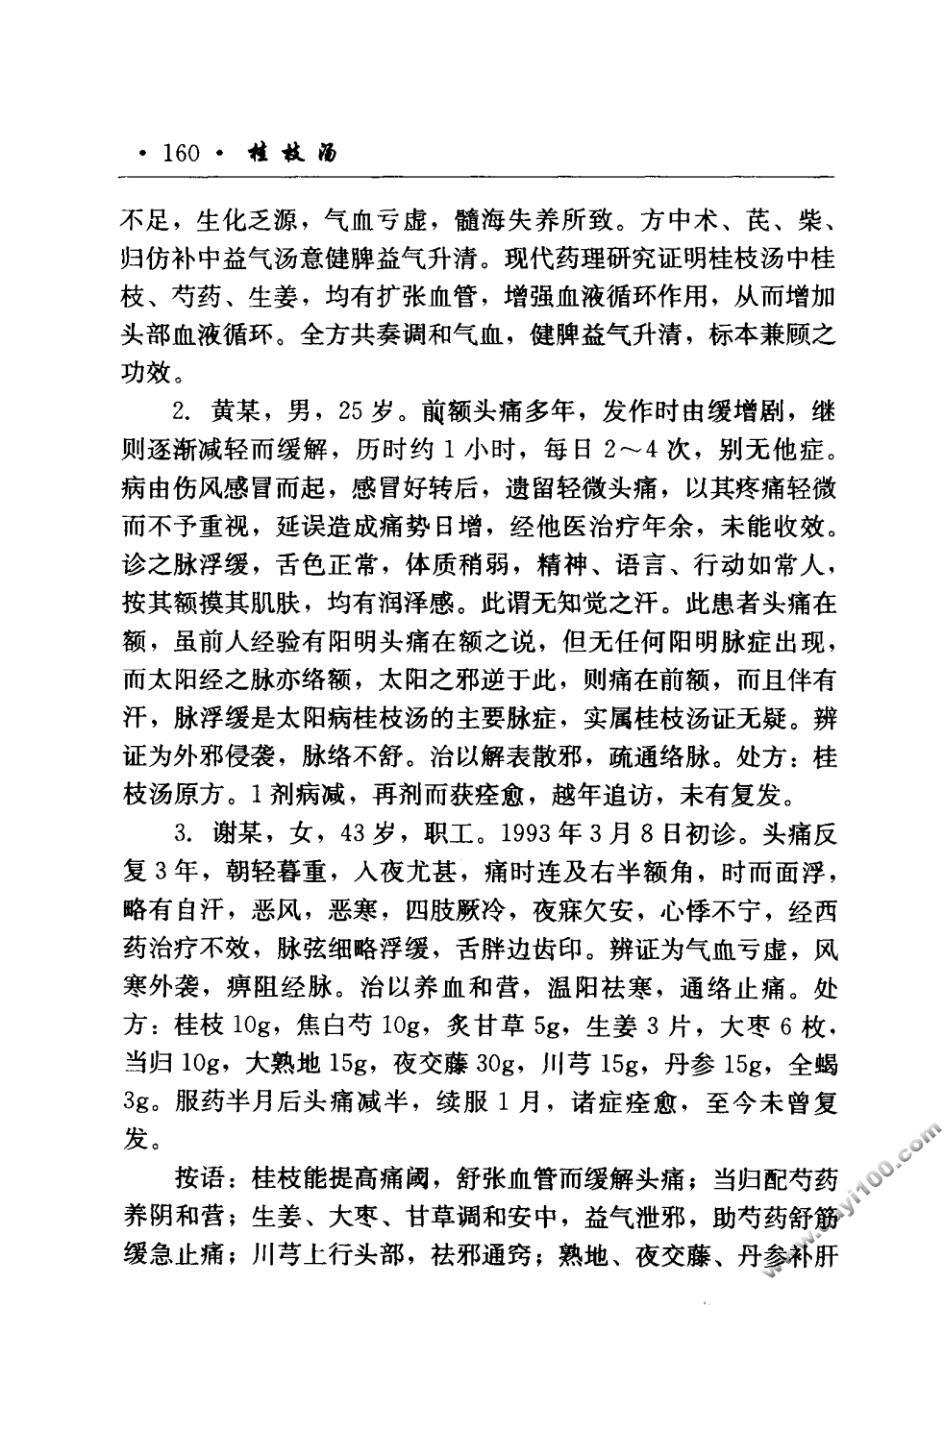 · 160 · 桂枝汤
不足，生化乏源，气血亏虚，髓海失养所致。方中术、芪、柴、
归仿补中益气汤意健脾益气升清。现代药理研究证明桂枝汤中桂
枝、芍药、生姜，均有扩张血管，增强血液循环作用，从而增加
头部血液循环。全方共奏调和气血，健脾益气升清，标本兼顾之
功效。
2. 黄某，男，25岁。前额头痛多年，发作时由缓增剧，继
则逐渐减轻而缓解，历时约1小时，每日2～4次，别无他症。
病由伤风感冒而起，感冒好转后，遗留轻微头痛，以其疼痛轻微
而不予重视，延误造成痛势日增，经他医治疗年余，未能收效。
诊之脉浮缓，舌色正常，体质稍弱，精神、语言、行动如常人，
按其额摸其肌肤，均有润泽感。此谓无知觉之汗。此患者头痛在
额，虽前人经验有阳明头痛在额之说，但无任何阳明脉症出现，
而太阳经之脉亦络额，太阳之邪逆于此，则痛在前额，而且伴有
汗，脉浮缓是太阳病桂枝汤的主要脉症，实属桂枝汤证无疑。辨
证为外邪侵袭，脉络不舒。治以解表散邪，疏通络脉。处方：桂
枝汤原方。1剂病减，再剂而获痊愈，越年追访，未有复发。
3. 谢某，女，43岁，职工。1993年3月8日初诊。头痛反
复3年，朝轻暮重，入夜尤甚，痛时连及右半额角，时而面浮，
略有自汗，恶风，恶寒，四肢厥冷，夜寐欠安，心悸不宁，经西
药治疗不效，脉弦细略浮缓，舌胖边齿印。辨证为气血亏虚，风
寒外袭，痹阻经脉。治以养血和营，温阳祛寒，通络止痛。处
方：桂枝10g，焦白芍10g，炙甘草5g，生姜3片，大枣6枚，
当归10g，大熟地15g，夜交藤30g，川芎15g，丹参15g，全蝎
3g。服药半月后头痛减半，续服1月，诸症痊愈，至今未曾复
发。
按语：桂枝能提高痛阈，舒张血管而缓解头痛；当归配芍药
养阴和营；生姜、大枣、甘草调和安中，益气泄邪，助芍药舒筋
缓急止痛；川芎上行头部，祛邪通窍；熟地、夜交藤、丹参补肝